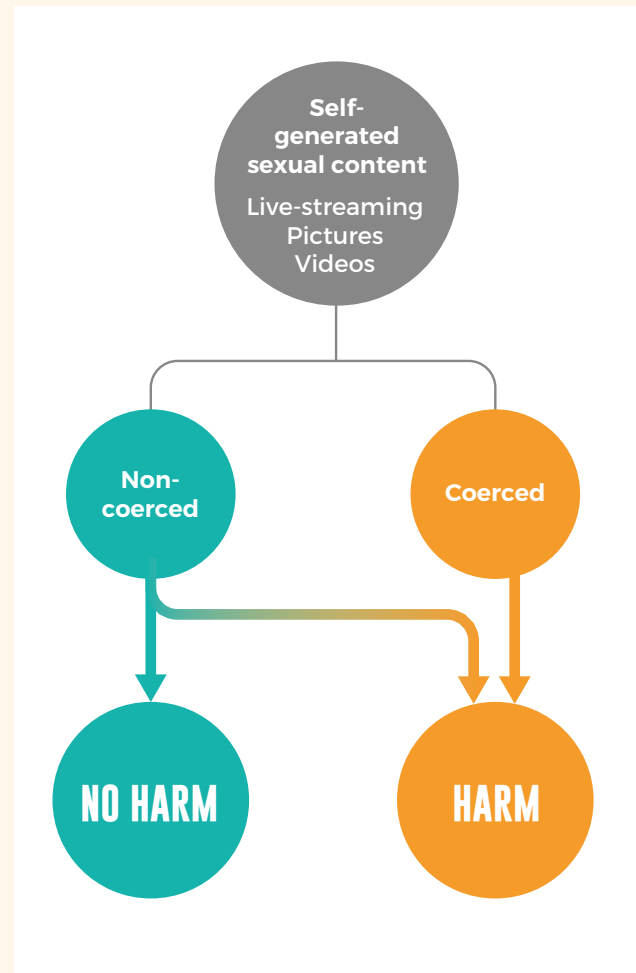 Self-
generated
sexual content
Live-streaming
Pictures
Videos
Non-
coerced
Coerced
NO HARM
HARM